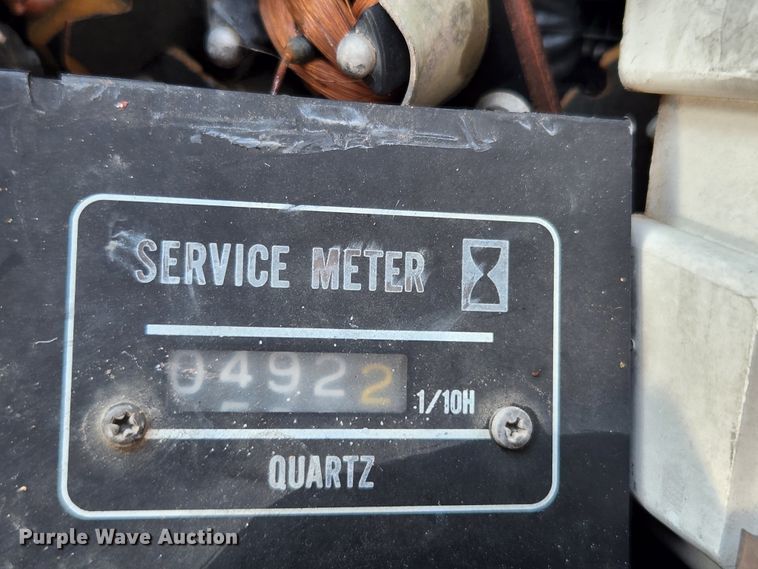 SERVICE METER
04922
1/10H
QUARTZ
Purple Wave Auction